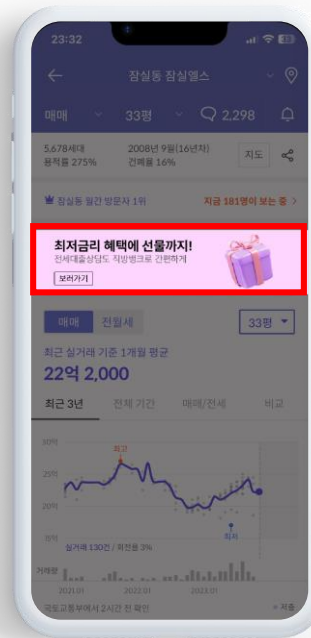 23:32
잠실동 잠실엘스
매매 33평 2,298
5,678세대 2008년 9월(16년차)
용적률 275% 건폐율 16% 지도
잠실동 월간 방문자 1위 지금 181명이 보는 중 >
최저금리 혜택에 선물까지!
전세대출상담도 직방뱅크로 간편하게
보러가기
매매 전월세 33평
최근 실거래 기준 1개월 평균
22억 2,000
최근 3년 전체 기간 매매/전세 비교
30억
최고
25억
20억
최저
실거래 130건 / 회전율 3%
거래량
2021.01 2022.01 2023.01
국토교통부에서 2시간 전 확인